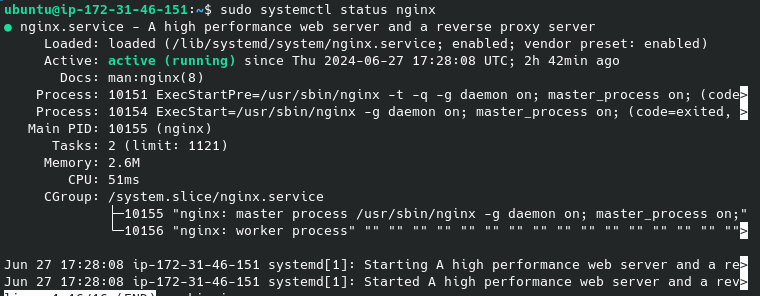 ubuntu@ip-172-31-46-151:~$ sudo systemctl status nginx
● nginx.service - A high performance web server and a reverse proxy server
     Loaded: loaded (/lib/systemd/system/nginx.service; enabled; vendor preset: enabled)
     Active: active (running) since Thu 2024-06-27 17:28:08 UTC; 2h 42min ago
       Docs: man:nginx(8)
    Process: 10151 ExecStartPre=/usr/sbin/nginx -t -q -g daemon on; master_process on; (code>
    Process: 10154 ExecStart=/usr/sbin/nginx -g daemon on; master_process on; (code=exited, >
   Main PID: 10155 (nginx)
      Tasks: 2 (limit: 1121)
     Memory: 2.6M
        CPU: 51ms
     CGroup: /system.slice/nginx.service
             ├─10155 "nginx: master process /usr/sbin/nginx -g daemon on; master_process on;"
             └─10156 "nginx: worker process" "" "" "" "" "" "" "" "" "" "" "" "" "" "" "" "">
Jun 27 17:28:08 ip-172-31-46-151 systemd[1]: Starting A high performance web server and a re>
Jun 27 17:28:08 ip-172-31-46-151 systemd[1]: Started A high performance web server and a rev>
lines 1-16/16 (END)